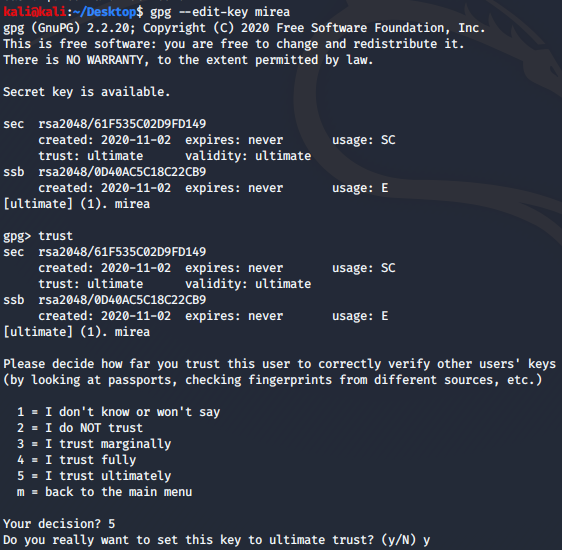 kali@kali:~/Desktop$ gpg --edit-key mirea
gpg (GnuPG) 2.2.20; Copyright (C) 2020 Free Software Foundation, Inc.
This is free software: you are free to change and redistribute it.
There is NO WARRANTY, to the extent permitted by law.

Secret key is available.

sec  rsa2048/61F535C02D9FD149
     created: 2020-11-02  expires: never       usage: SC
     trust: ultimate      validity: ultimate
ssb  rsa2048/0D40AC5C18C22CB9
     created: 2020-11-02  expires: never       usage: E
[ultimate] (1). mirea

gpg> trust
sec  rsa2048/61F535C02D9FD149
     created: 2020-11-02  expires: never       usage: SC
     trust: ultimate      validity: ultimate
ssb  rsa2048/0D40AC5C18C22CB9
     created: 2020-11-02  expires: never       usage: E
[ultimate] (1). mirea

Please decide how far you trust this user to correctly verify other users' keys
(by looking at passports, checking fingerprints from different sources, etc.)

  1 = I don't know or won't say
  2 = I do NOT trust
  3 = I trust marginally
  4 = I trust fully
  5 = I trust ultimately
  m = back to the main menu

Your decision? 5
Do you really want to set this key to ultimate trust? (y/N) y